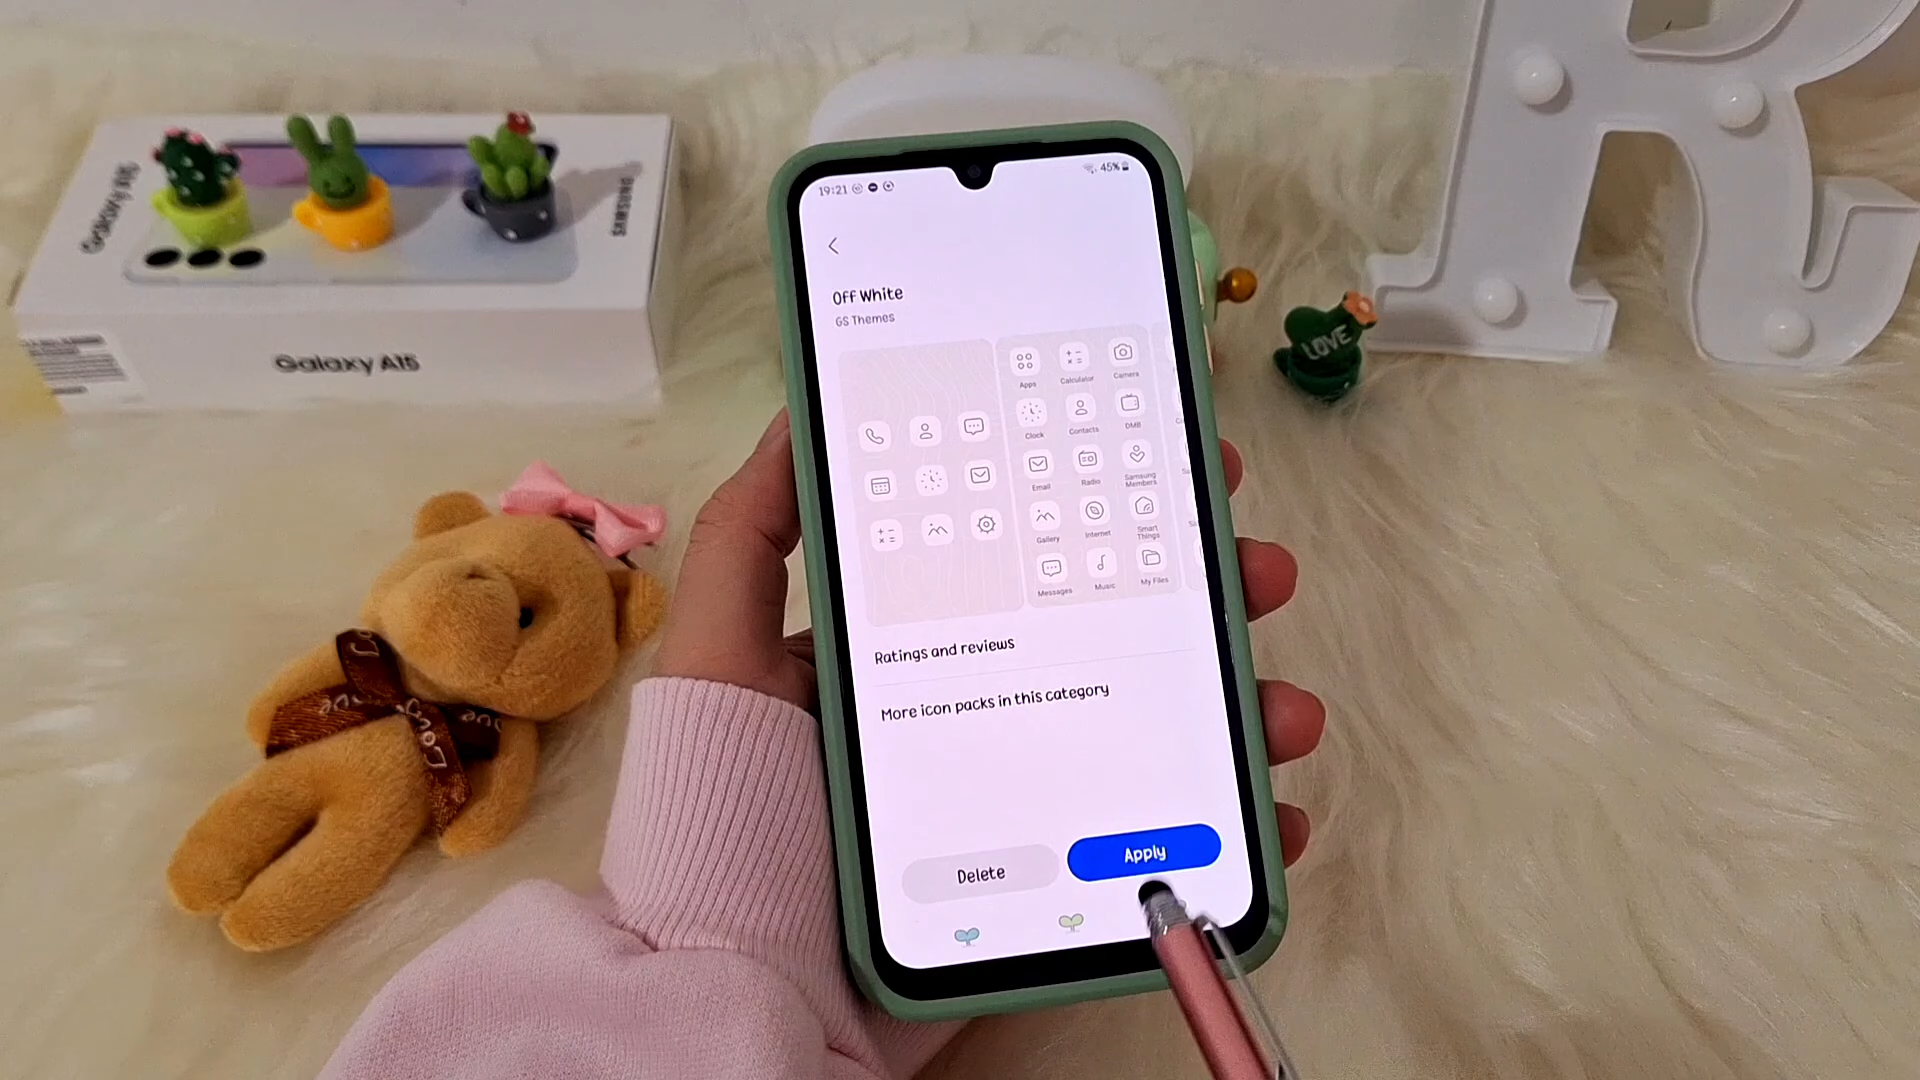 Galaxy A15
SAMSUNG
Galaxy A15
R
LOVE
19:21
45%
Off White
GS Themes
Apps
Calculator
Camera
Clock
Contacts
DMB
Email
Radio
Samsung
Members
Gallery
Internet
Smart
Things
Messages
Music
My Files
Ratings and reviews
More icon packs in this category
Delete
Apply